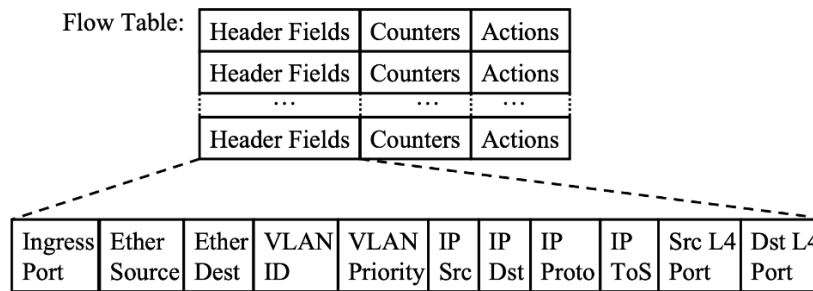 Flow Table: Header Fields Counters Actions
Header Fields Counters Actions
... ... ...
Header Fields Counters Actions
Ingress Ether Ether VLAN VLAN IP IP IP IP Src L4 Dst L4
Port Source Dest ID Priority Src Dst Proto ToS Port Port